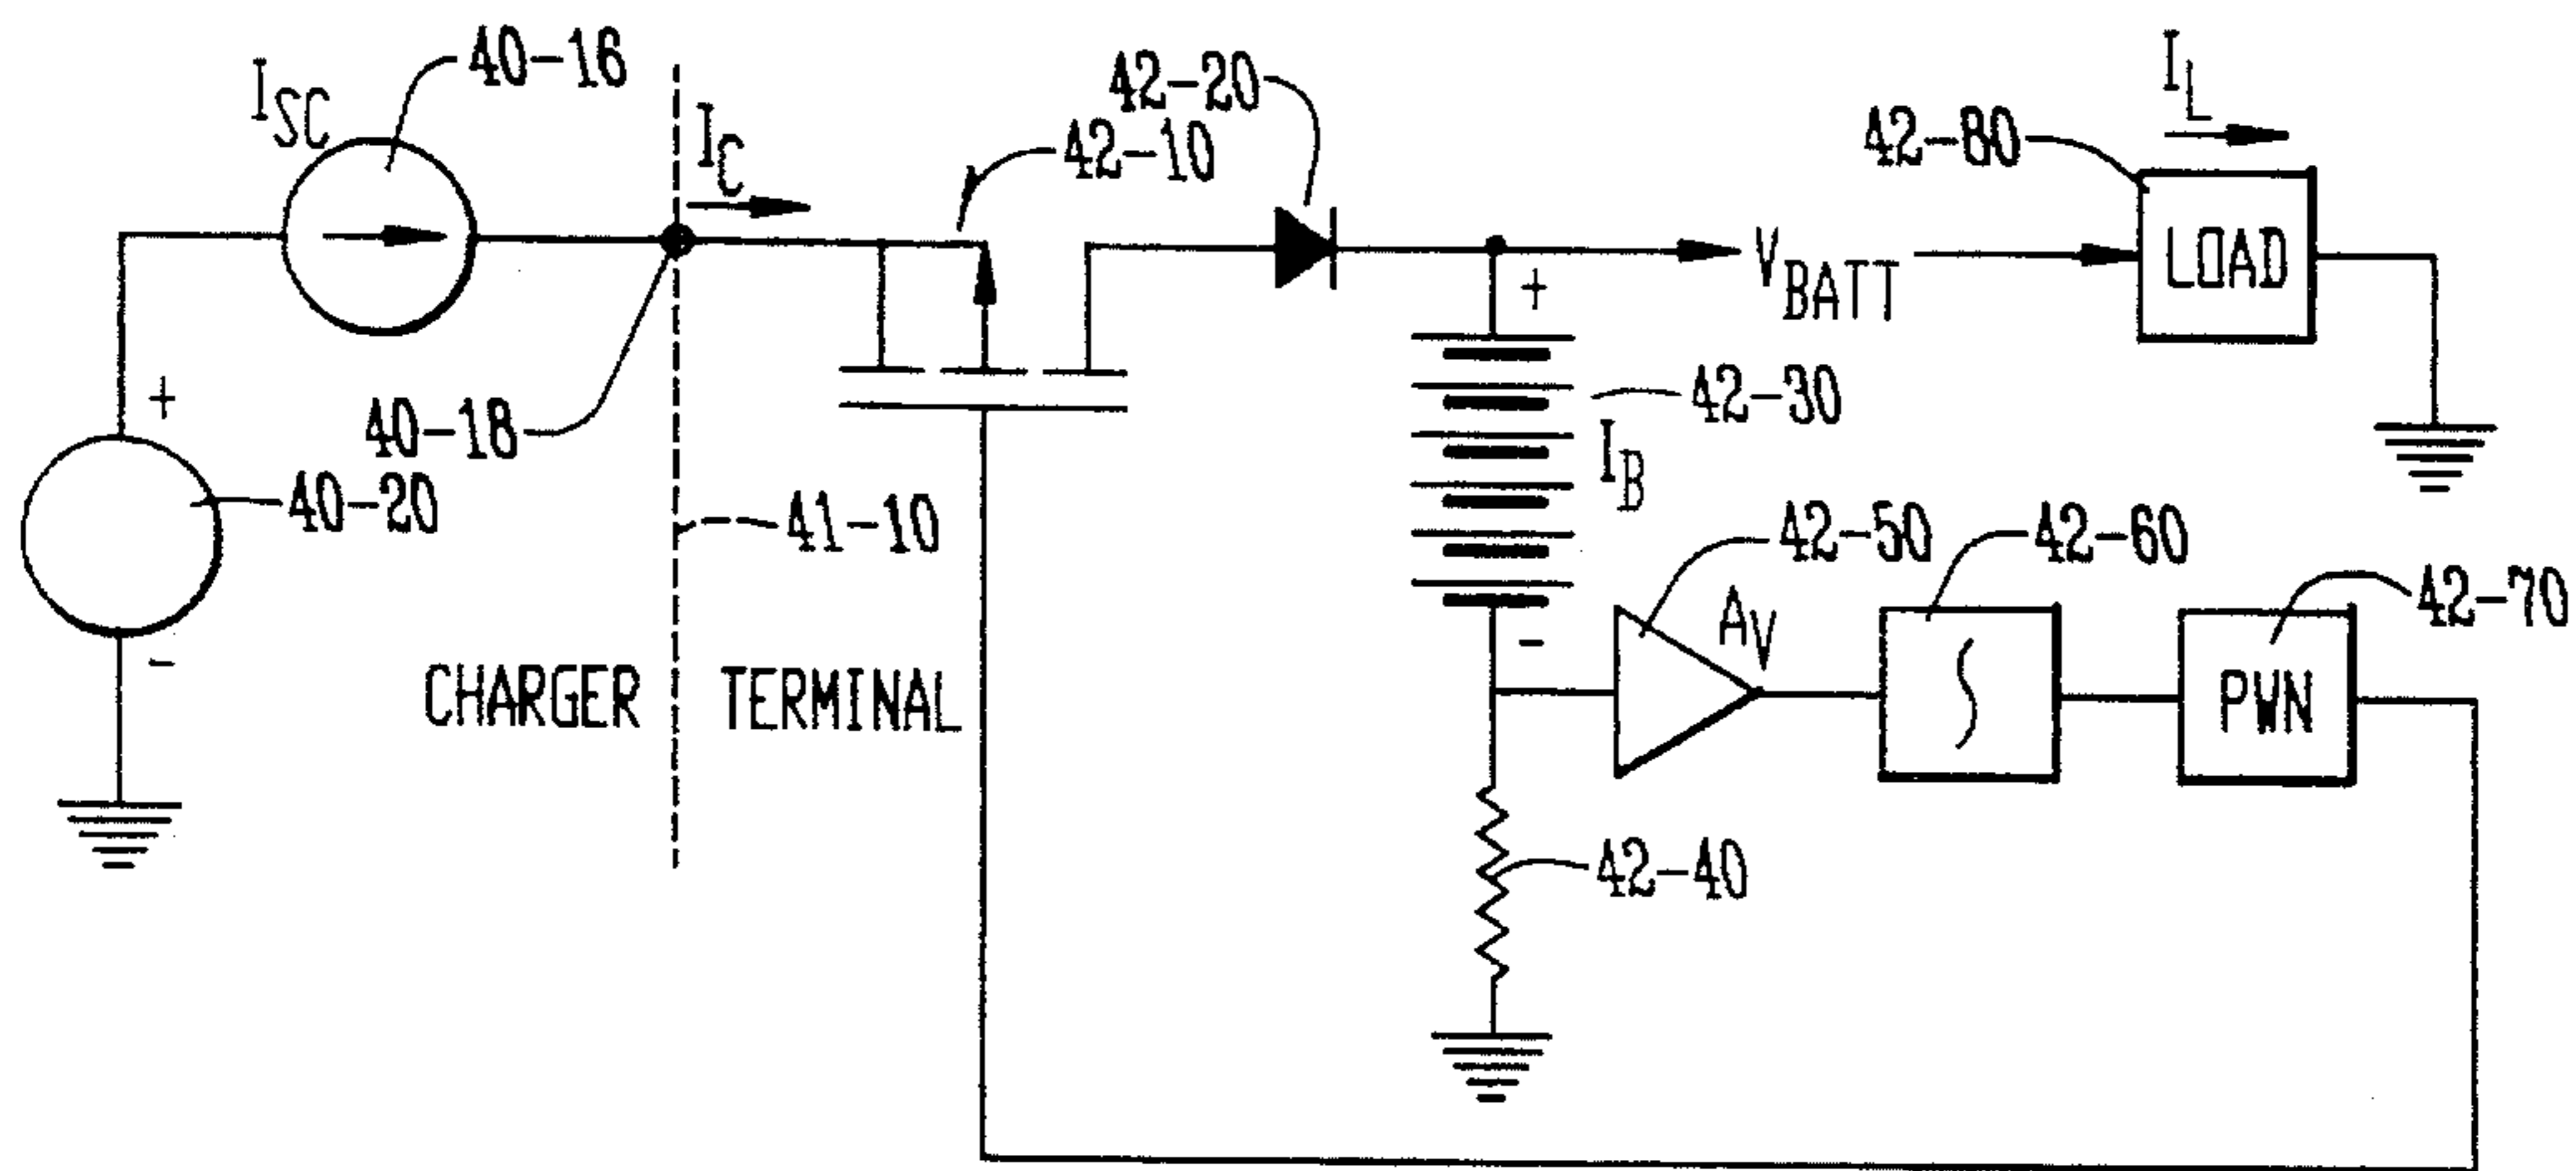 I_SC
40-16
I_C
42-20
42-10
I_L
42-80
LOAD
V_BATT
+
+
40-18
42-30
I_B
40-20
41-10
42-50
42-60
42-70
A_V
-
-
CHARGER
TERMINAL
∫
PWN
42-40